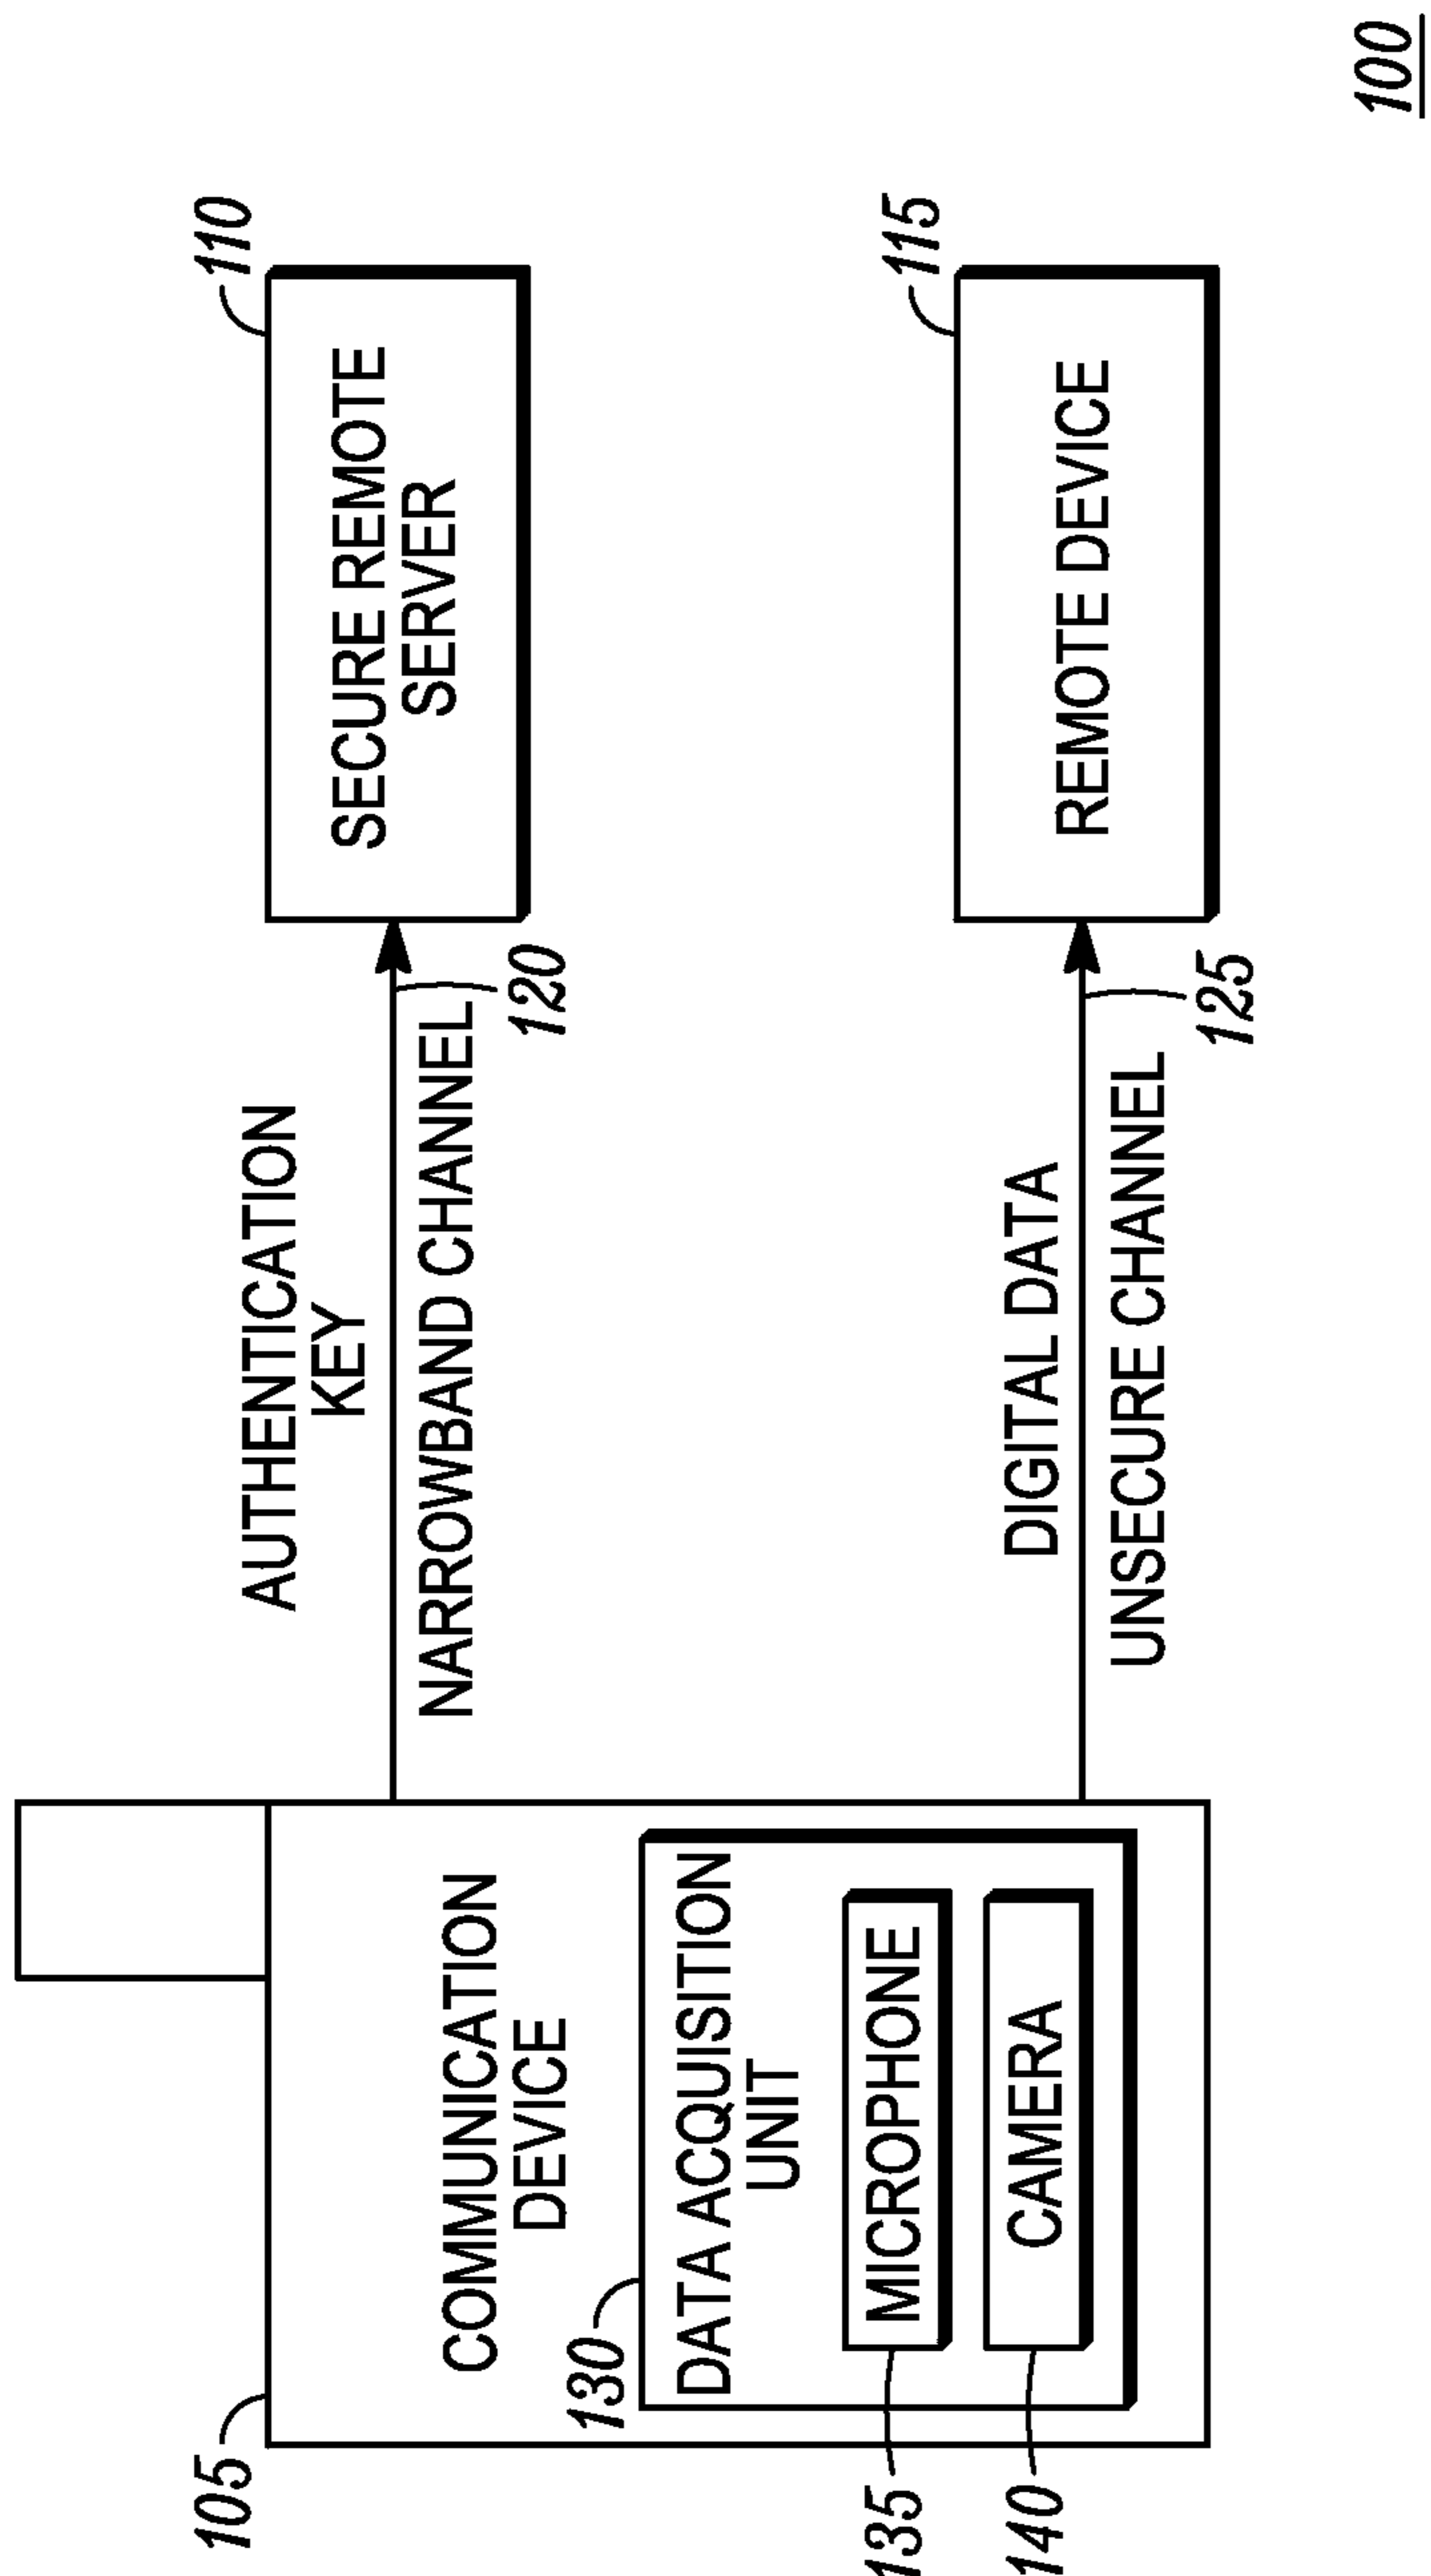 105
COMMUNICATION
DEVICE
130
DATA ACQUISITION
UNIT
135
MICROPHONE
140
CAMERA
AUTHENTICATION
KEY
NARROWBAND CHANNEL
120
110
SECURE REMOTE
SERVER
DIGITAL DATA
UNSECURE CHANNEL
125
115
REMOTE DEVICE
100